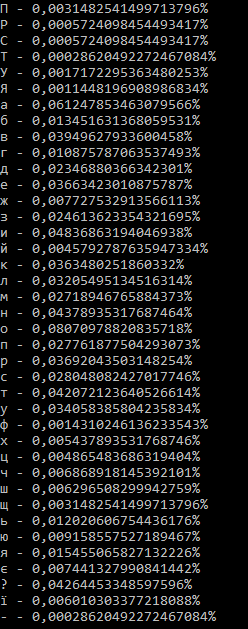 П - 0,0031482541499713796%
Р - 0,0005724098454493417%
С - 0,0005724098454493417%
Т - 0,00028620492272467084%
У - 0,0017172295363480253%
Я - 0,0011448196908986834%
а - 0,061247853463079566%
б - 0,013451631368059531%
в - 0,03949627933600458%
г - 0,010875787063537493%
д - 0,02346880366342301%
е - 0,03663423010875787%
ж - 0,007727532913566113%
з - 0,024613623354321695%
и - 0,04836863194046938%
й - 0,0045792787635947334%
к - 0,0363480251860332%
л - 0,03205495134516314%
м - 0,02718946765884373%
н - 0,04378935317687464%
о - 0,08070978820835718%
п - 0,027761877504293073%
р - 0,03692043503148254%
с - 0,028048082427017746%
т - 0,042072123640526614%
у - 0,034058385804235834%
ф - 0,0014310246136233543%
х - 0,005437893531768746%
ц - 0,004865483686319404%
ч - 0,006868918145392101%
ш - 0,006296508299942759%
щ - 0,0031482541499713796%
ь - 0,012020606754436176%
ю - 0,009158557527189467%
я - 0,015455065827132226%
є - 0,007441327990841442%
? - 0,04264453348597596%
ї - 0,006010303377218088%
- - 0,00028620492272467084%